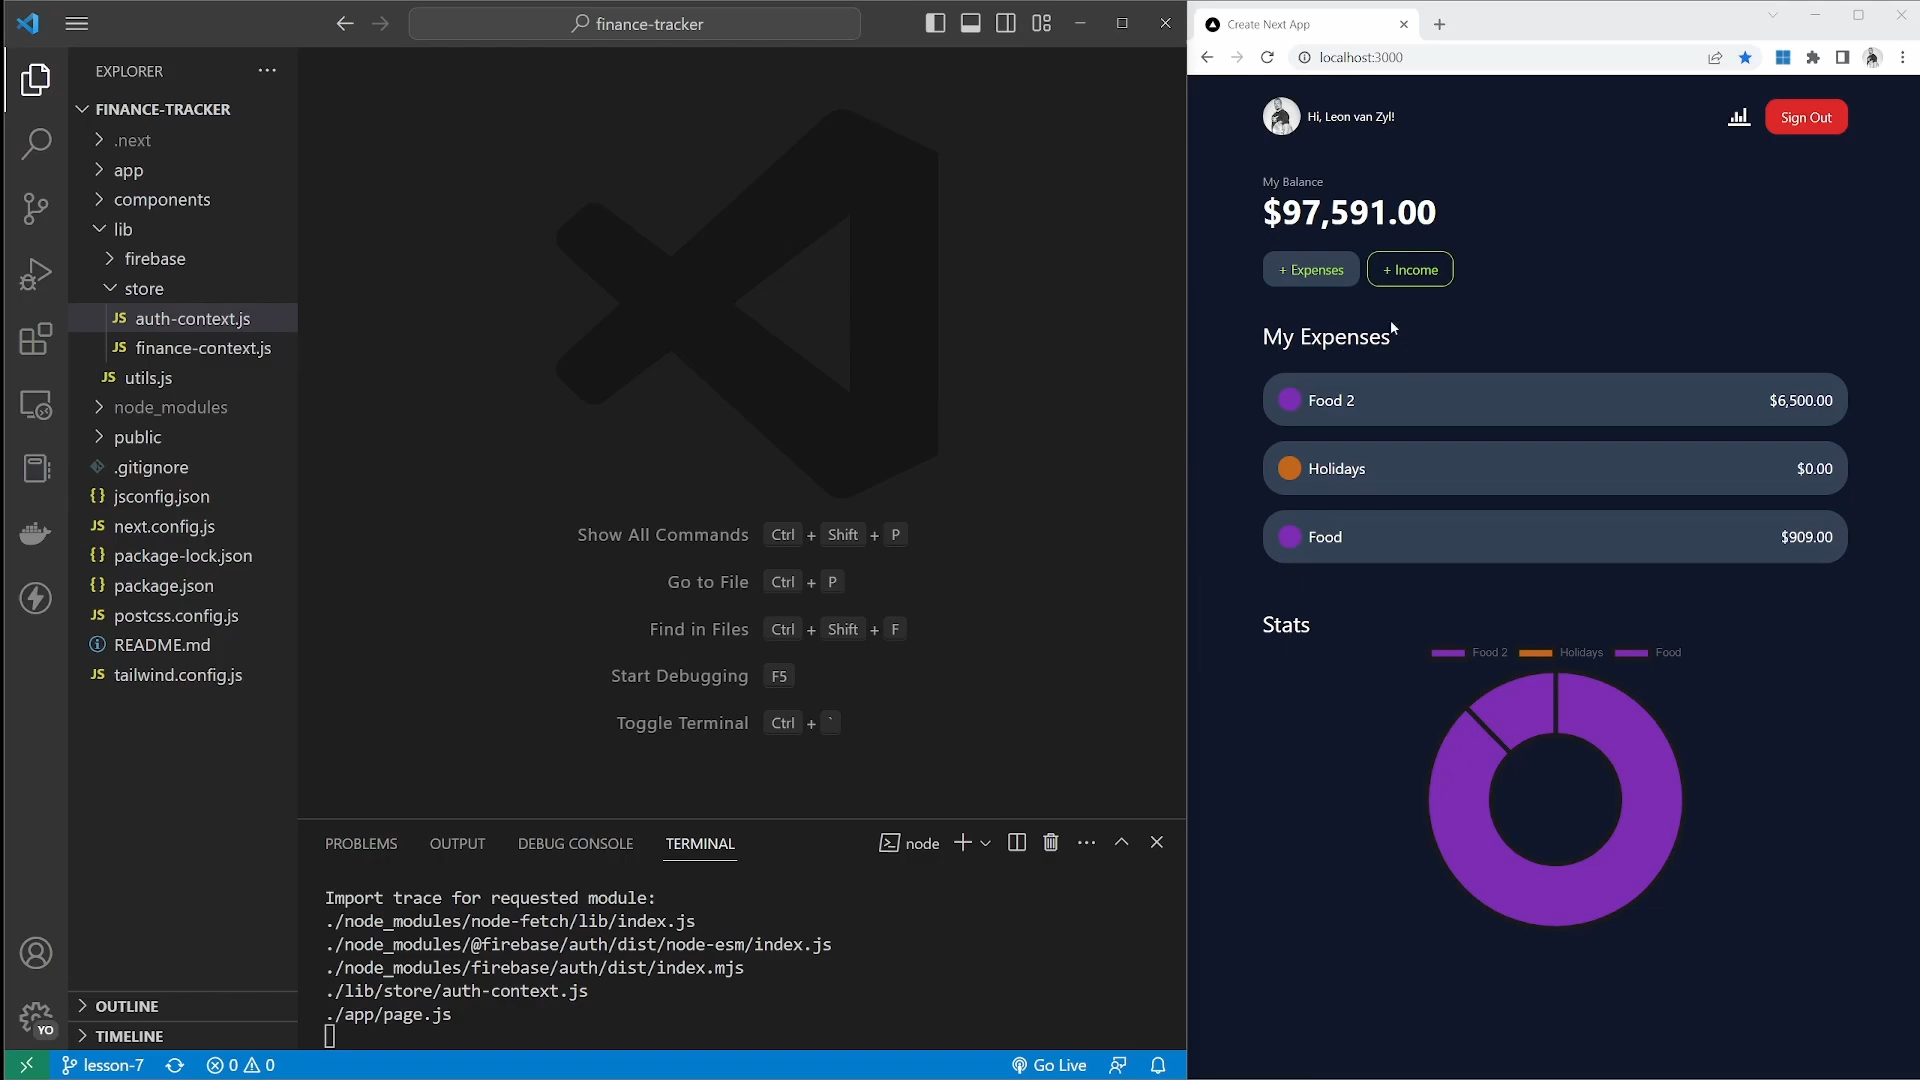 finance-tracker
EXPLORER
FINANCE-TRACKER
.next
app
components
lib
firebase
store
JS auth-context.js
JS finance-context.js
JS utils.js
node_modules
public
.gitignore
{} jsconfig.json
JS next.config.js
{} package-lock.json
{} package.json
JS postcss.config.js
README.md
JS tailwind.config.js
OUTLINE
TIMELINE
YO
Show All Commands Ctrl + Shift + P
Go to File Ctrl + P
Find in Files Ctrl + Shift + F
Start Debugging F5
Toggle Terminal Ctrl + `
PROBLEMS OUTPUT DEBUG CONSOLE TERMINAL node
Import trace for requested module:
./node_modules/node-fetch/lib/index.js
./node_modules/@firebase/auth/dist/node-esm/index.js
./node_modules/firebase/auth/dist/index.mjs
./lib/store/auth-context.js
./app/page.js
lesson-7 0 0 Go Live
Create Next App
localhost:3000
Hi, Leon van Zyl! Sign Out
My Balance
$97,591.00
+ Expenses + Income
My Expenses
Food 2 $6,500.00
Holidays $0.00
Food $909.00
Stats
Food 2 Holidays Food